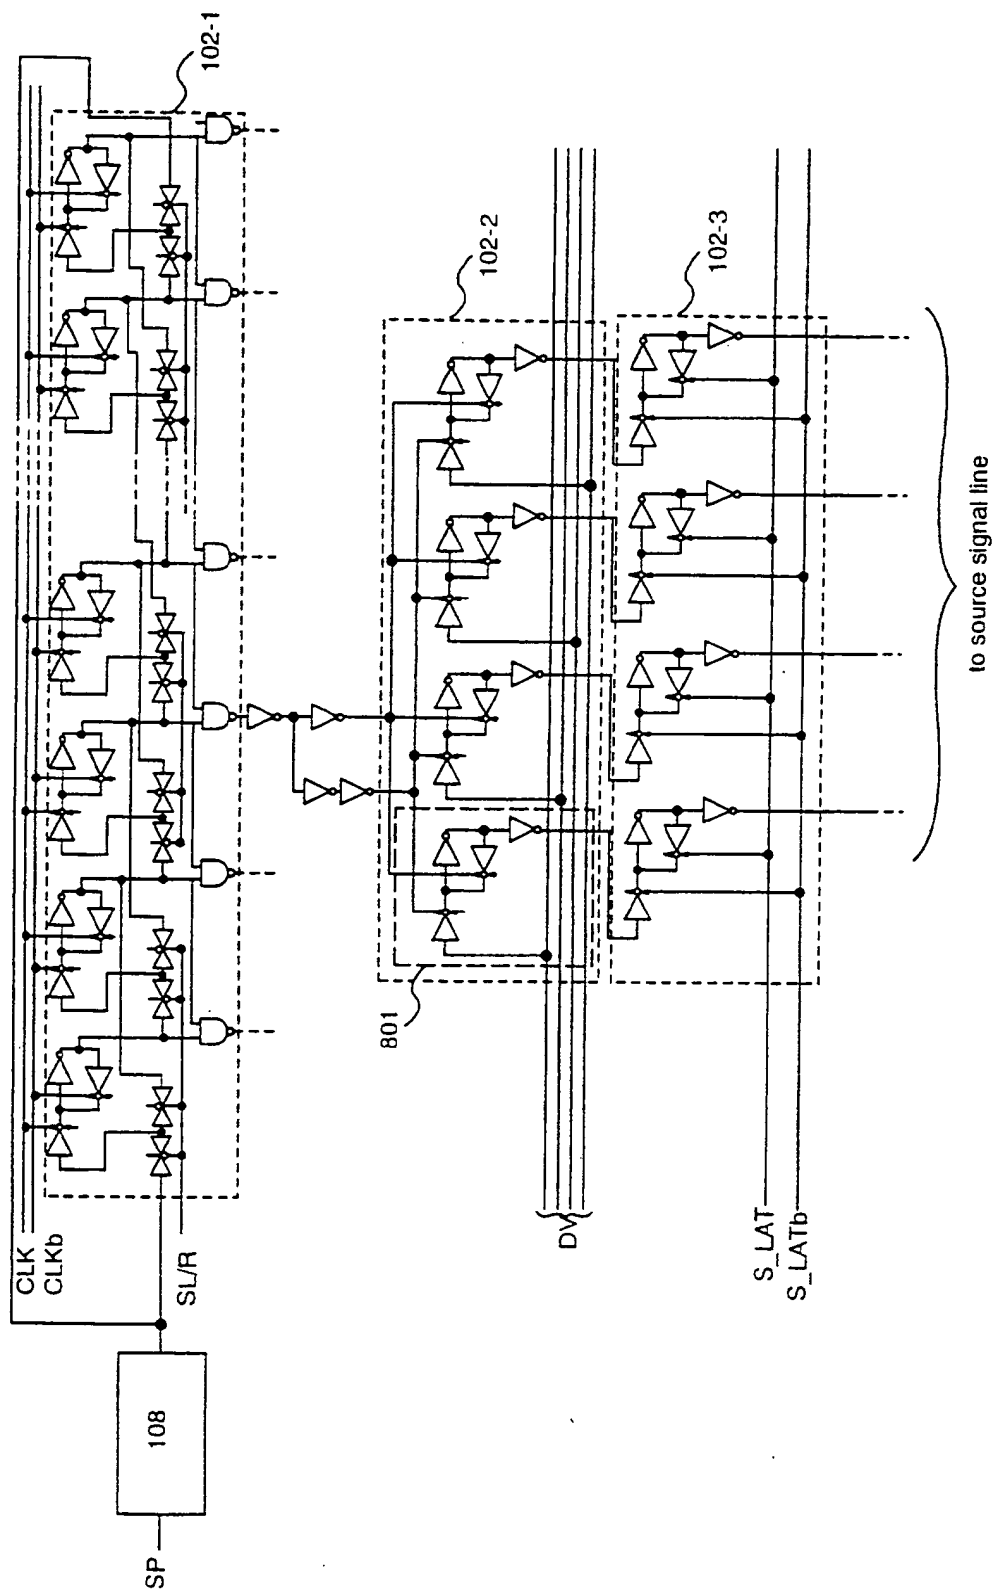 SP
108
CLK
CLKb
SL/R
102-1
801
102-2
DV
102-3
S_LAT
S_LATb
to source signal line